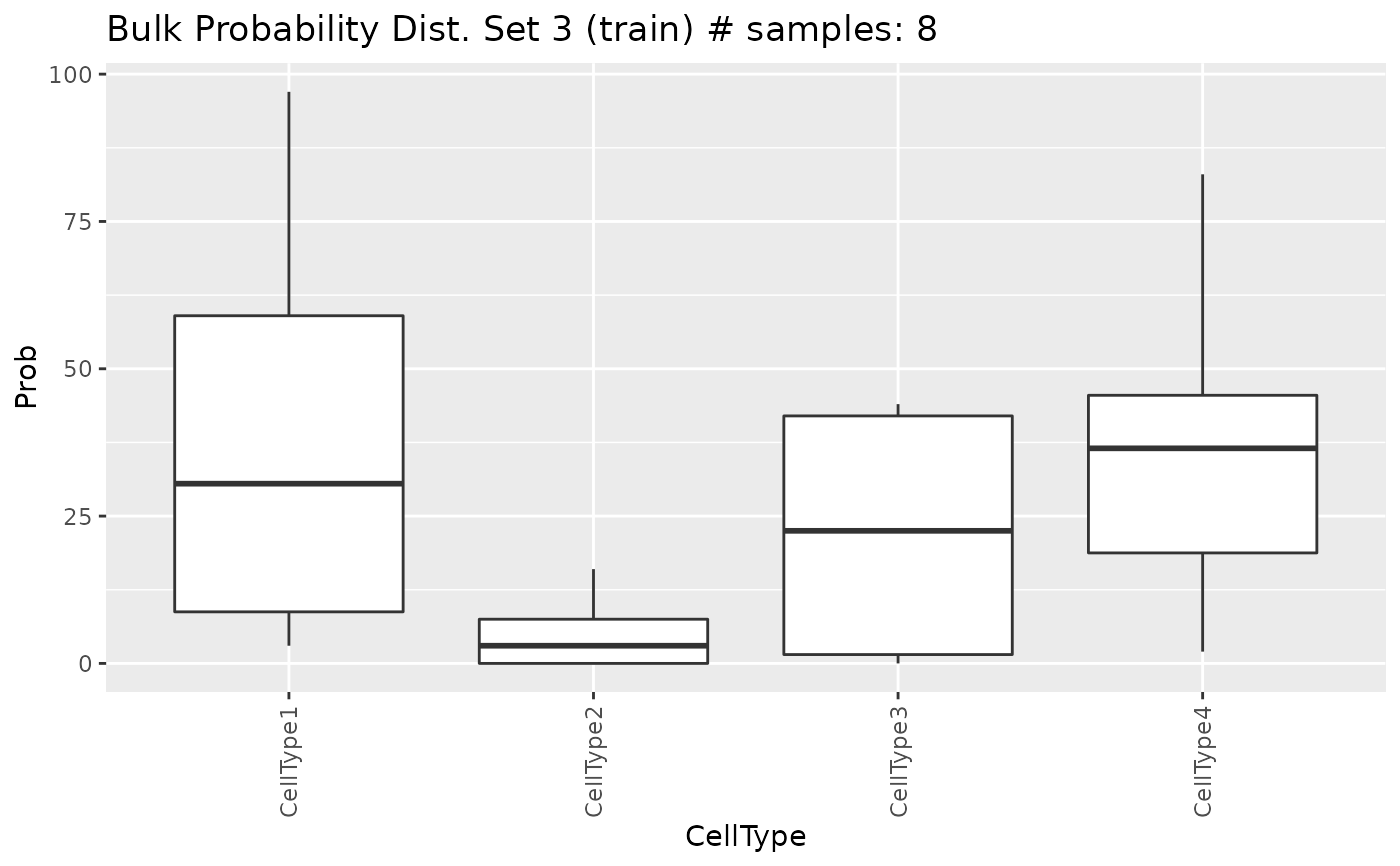 Bulk Probability Dist. Set 3 (train) # samples: 8
100
75
50
25
0
Prob
CellType1
CellType2
CellType3
CellType4
CellType